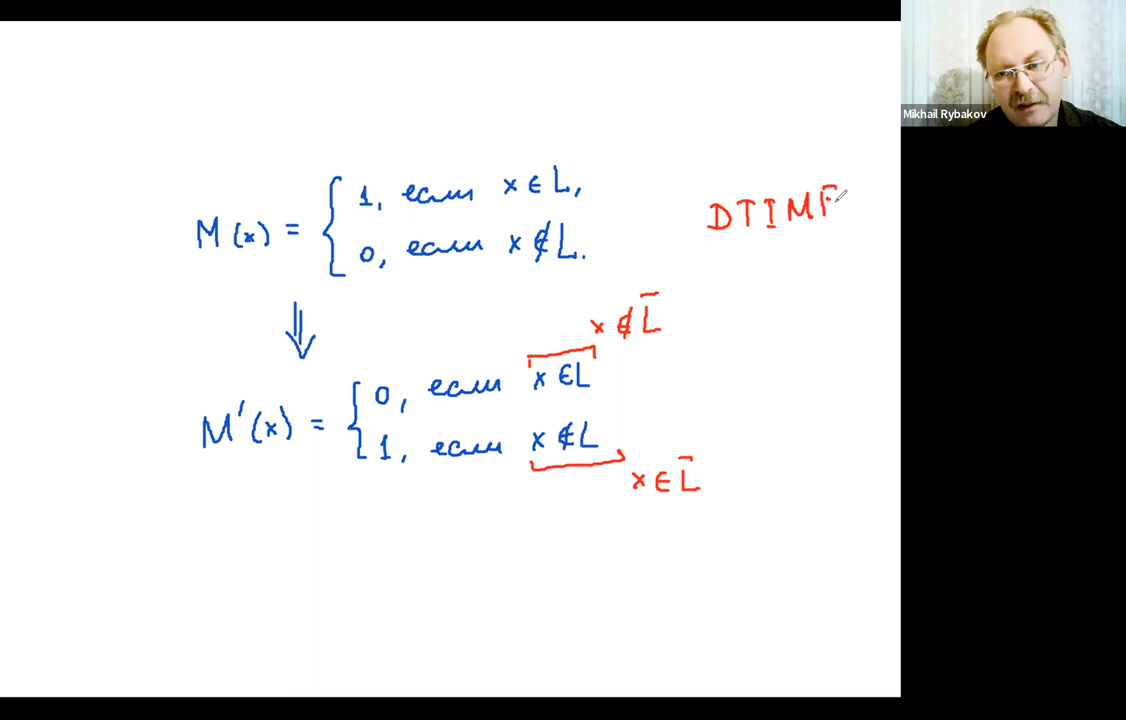 Mikhail Rybakov
M(x) = { 1, если x ∈ L,
0, если x ∉ L.
DTIME
⇓
x ∉ L̅
M'(x) = { 0, если x ∈ L
1, если x ∉ L
x ∈ L̅